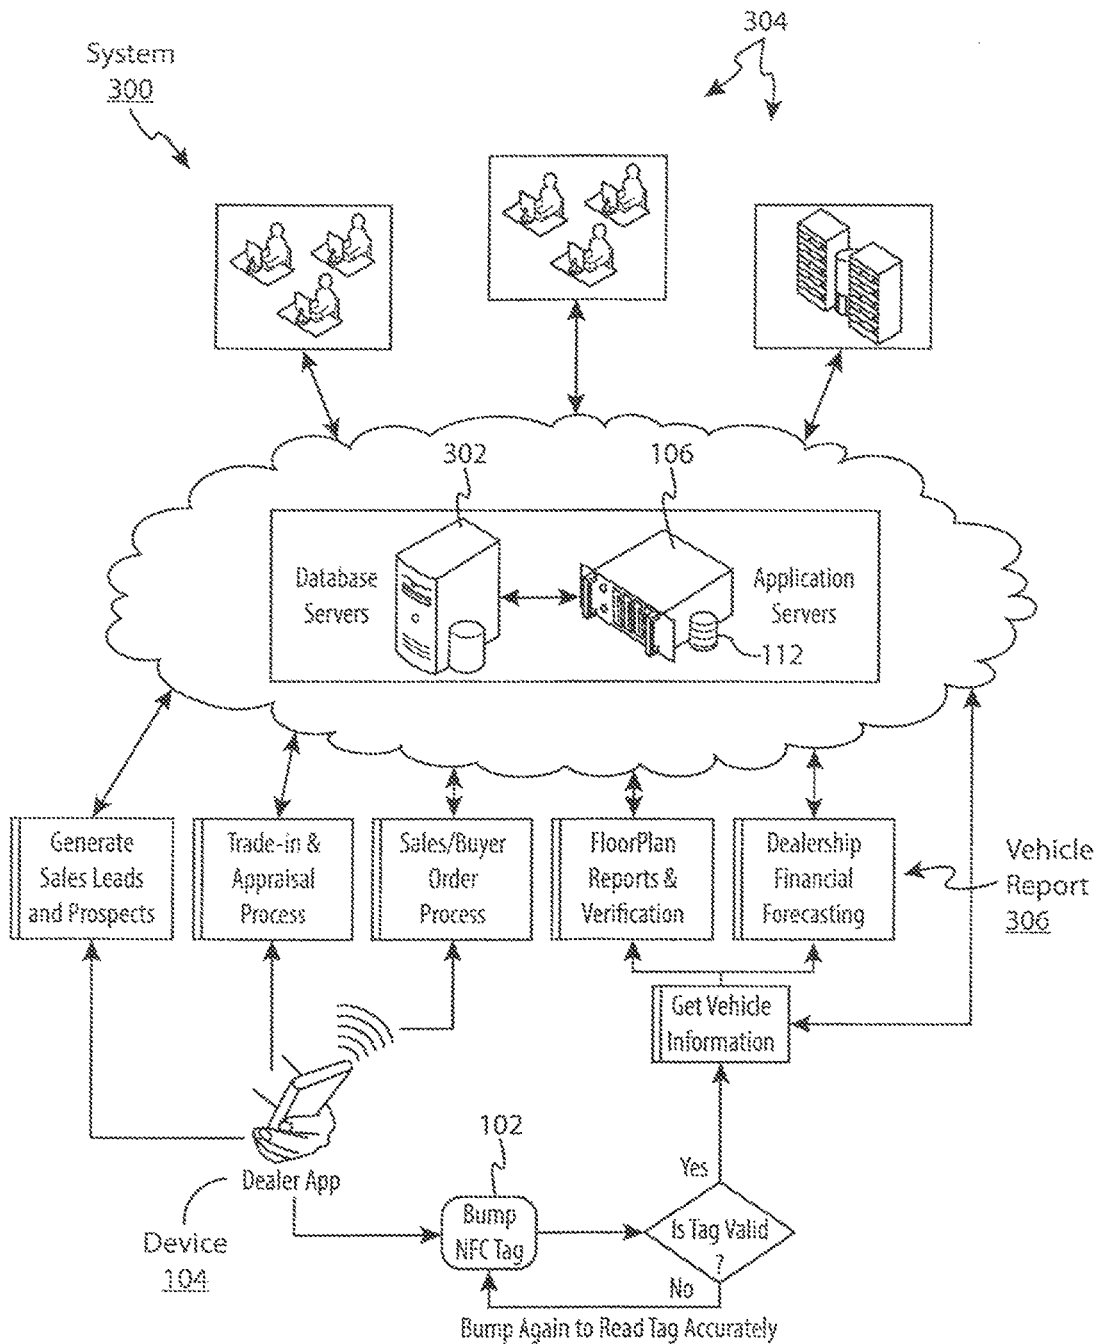 304
System
300
302
106
Database
Servers
Application
Servers
112
Generate
Sales Leads
and Prospects
Trade-in &
Appraisal
Process
Sales/Buyer
Order
Process
FloorPlan
Reports &
Verification
Dealership
Financial
Forecasting
Vehicle
Report
306
Get Vehicle
Information
102
Dealer App
Yes
Bump
NFC Tag
Is Tag Valid
?
Device
104
No
Bump Again to Read Tag Accurately